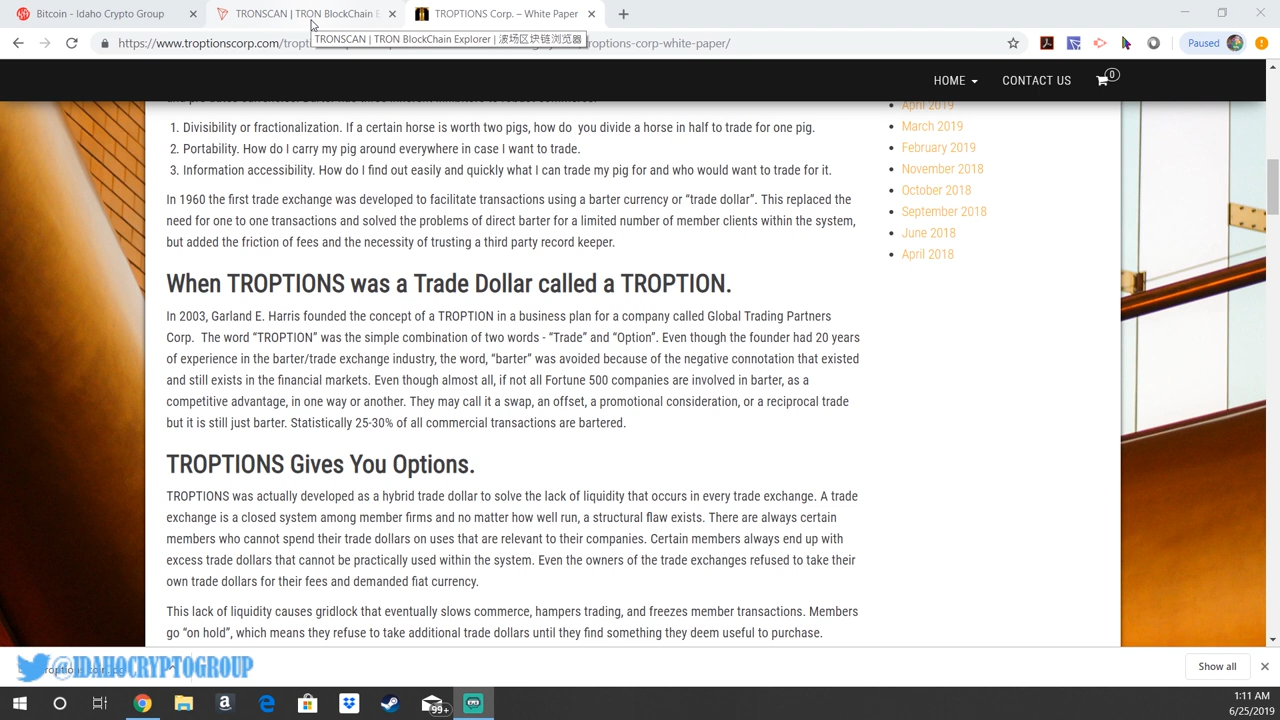 Bitcoin - Idaho Crypto Group
TRONSCAN | TRON BlockChain E
TROPTIONS Corp. – White Paper
TRONSCAN | TRON BlockChain Explorer | 波场区块链浏览器
https://www.troptionscorp.com/tropt
troptions-corp-white-paper/
Paused
HOME
CONTACT US
0
1. Divisibility or fractionalization. If a certain horse is worth two pigs, how do you divide a horse in half to trade for one pig.
2. Portability. How do I carry my pig around everywhere in case I want to trade.
3. Information accessibility. How do I find out easily and quickly what I can trade my pig for and who would want to trade for it.
In 1960 the first trade exchange was developed to facilitate transactions using a barter currency or “trade dollar”. This replaced the
need for one to one transactions and solved the problems of direct barter for a limited number of member clients within the system,
but added the friction of fees and the necessity of trusting a third party record keeper.
When TROPTIONS was a Trade Dollar called a TROPTION.
In 2003, Garland E. Harris founded the concept of a TROPTION in a business plan for a company called Global Trading Partners
Corp. The word “TROPTION” was the simple combination of two words - “Trade” and “Option”. Even though the founder had 20 years
of experience in the barter/trade exchange industry, the word, “barter” was avoided because of the negative connotation that existed
and still exists in the financial markets. Even though almost all, if not all Fortune 500 companies are involved in barter, as a
competitive advantage, in one way or another. They may call it a swap, an offset, a promotional consideration, or a reciprocal trade
but it is still just barter. Statistically 25-30% of all commercial transactions are bartered.
TROPTIONS Gives You Options.
TROPTIONS was actually developed as a hybrid trade dollar to solve the lack of liquidity that occurs in every trade exchange. A trade
exchange is a closed system among member firms and no matter how well run, a structural flaw exists. There are always certain
members who cannot spend their trade dollars on uses that are relevant to their companies. Certain members always end up with
excess trade dollars that cannot be practically used within the system. Even the owners of the trade exchanges refused to take their
own trade dollars for their fees and demanded fiat currency.
This lack of liquidity causes gridlock that eventually slows commerce, hampers trading, and freezes member transactions. Members
go “on hold”, which means they refuse to take additional trade dollars until they find something they deem useful to purchase.
April 2019
March 2019
February 2019
November 2018
October 2018
September 2018
June 2018
April 2018
@IDAHOCRYPTOGROUP
Show all
99+
1:11 AM
6/25/2019